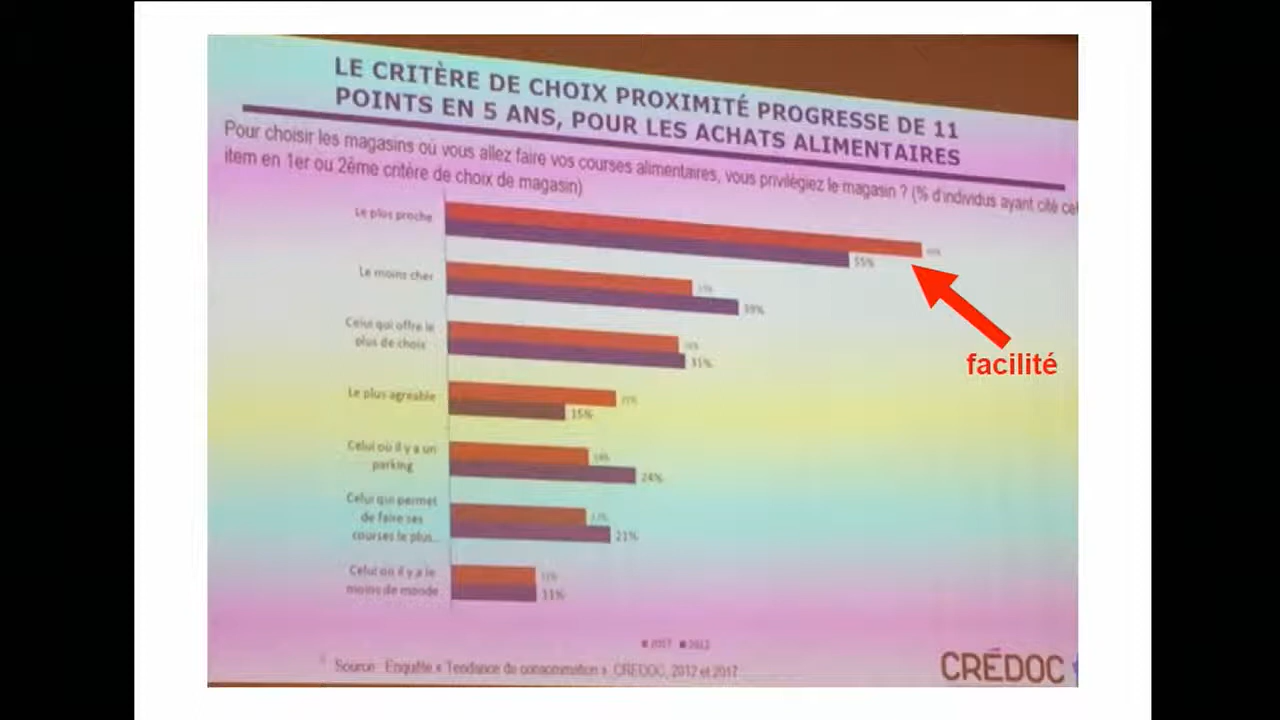 LE CRITÈRE DE CHOIX PROXIMITÉ PROGRESSE DE 11
POINTS EN 5 ANS, POUR LES ACHATS ALIMENTAIRES
Pour choisir les magasins où vous allez faire vos courses alimentaires, vous privilégiez le magasin ? (% d'individus ayant cité cet
item en 1er ou 2ème critère de choix de magasin)
Le plus proche
55%
Le moins cher
39%
Celui qui offre le
plus de choix
31%
Le plus agréable
15%
Celui où il y a un
parking
24%
Celui qui permet
de faire ses
courses le plus...
21%
Celui où il y a le
moins de monde
11%
11%
facilité
2017 2012
Source : Enquête « Tendance de consommation », CREDOC, 2012 et 2017
CRÉDOC